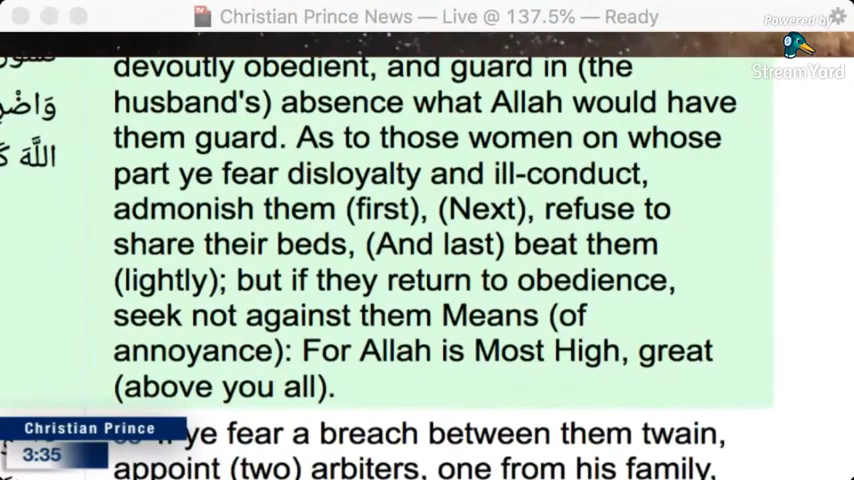 Christian Prince News — Live @ 137.5% — Ready
Powered by
StreamYard
devoutly obedient, and guard in (the
husband's) absence what Allah would have
them guard. As to those women on whose
part ye fear disloyalty and ill-conduct,
admonish them (first), (Next), refuse to
share their beds, (And last) beat them
(lightly); but if they return to obedience,
seek not against them Means (of
annoyance): For Allah is Most High, great
(above you all).
وَاضْرِ
اللَّهَ كَ
Christian Prince
3:35
ye fear a breach between them twain,
appoint (two) arbiters, one from his family,